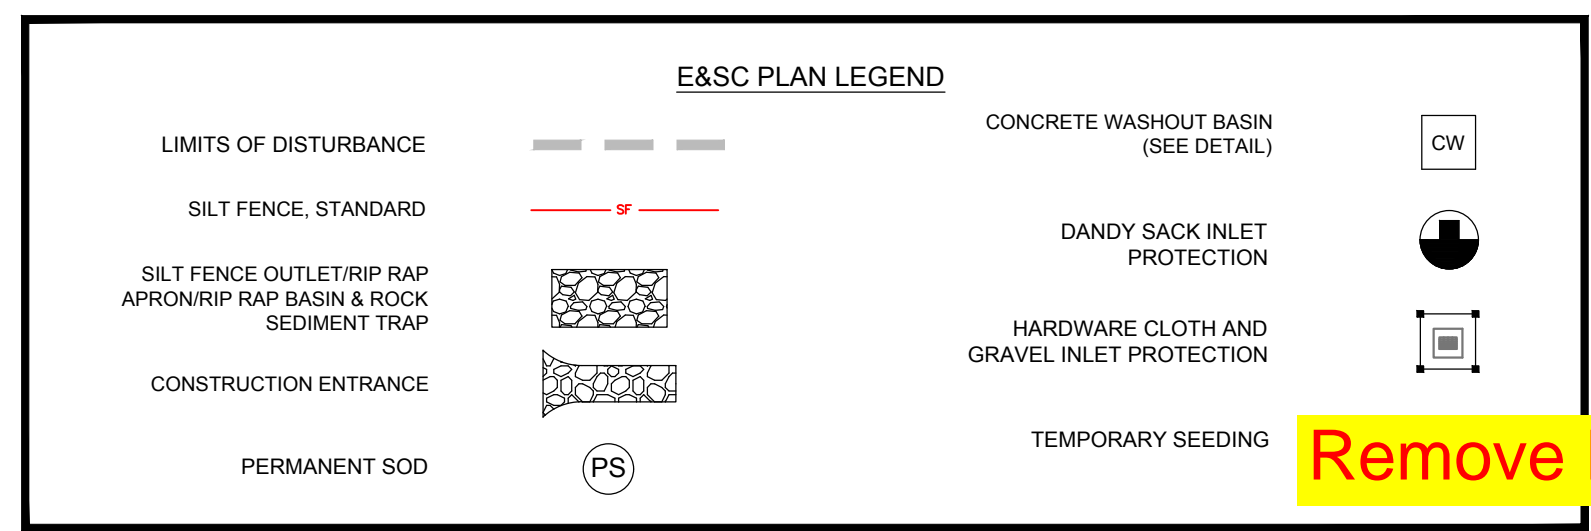 E&SC PLAN LEGEND
LIMITS OF DISTURBANCE
SILT FENCE, STANDARD
SF
SILT FENCE OUTLET/RIP RAP
APRON/RIP RAP BASIN & ROCK
SEDIMENT TRAP
CONSTRUCTION ENTRANCE
PERMANENT SOD
PS
CONCRETE WASHOUT BASIN
(SEE DETAIL)
CW
DANDY SACK INLET
PROTECTION
HARDWARE CLOTH AND
GRAVEL INLET PROTECTION
TEMPORARY SEEDING
Remove